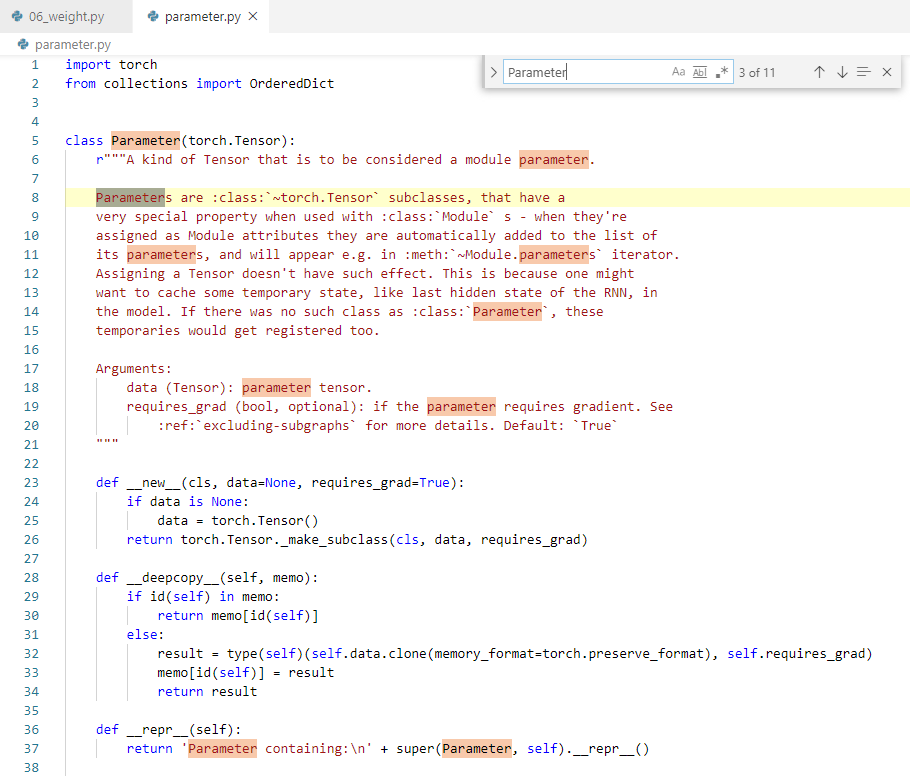 06_weight.py
parameter.py
parameter.py
Parameter
Aa
Abl
.*
3 of 11
1 import torch
2 from collections import OrderedDict
3
4
5 class Parameter(torch.Tensor):
6     r"""A kind of Tensor that is to be considered a module parameter.
7
8     Parameters are :class:`~torch.Tensor` subclasses, that have a
9     very special property when used with :class:`Module` s - when they're
10     assigned as Module attributes they are automatically added to the list of
11     its parameters, and will appear e.g. in :meth:`~Module.parameters` iterator.
12     Assigning a Tensor doesn't have such effect. This is because one might
13     want to cache some temporary state, like last hidden state of the RNN, in
14     the model. If there was no such class as :class:`Parameter`, these
15     temporaries would get registered too.
16
17     Arguments:
18         data (Tensor): parameter tensor.
19         requires_grad (bool, optional): if the parameter requires gradient. See
20             :ref:`excluding-subgraphs` for more details. Default: `True`
21     """
22
23     def __new__(cls, data=None, requires_grad=True):
24         if data is None:
25             data = torch.Tensor()
26         return torch.Tensor._make_subclass(cls, data, requires_grad)
27
28     def __deepcopy__(self, memo):
29         if id(self) in memo:
30             return memo[id(self)]
31         else:
32             result = type(self)(self.data.clone(memory_format=torch.preserve_format), self.requires_grad)
33             memo[id(self)] = result
34             return result
35
36     def __repr__(self):
37         return 'Parameter containing:\n' + super(Parameter, self).__repr__()
38